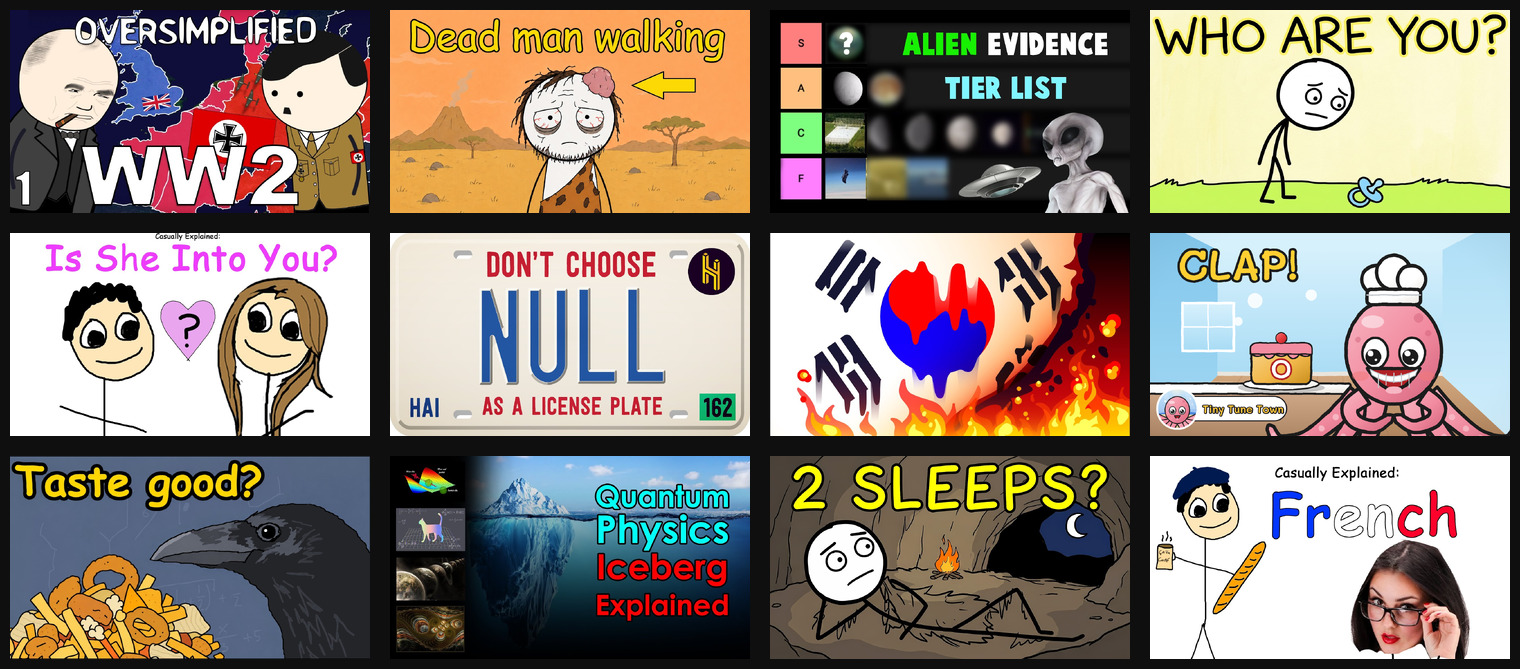 OVERSIMPLIFIED
WW2
1
Dead man walking
ALIEN EVIDENCE
TIER LIST
S
?
A
C
F
WHO ARE YOU?
Casually Explained:
Is She Into You?
?
DON'T CHOOSE
NULL
HAI
AS A LICENSE PLATE
162
CLAP!
Tiny Tune Town
Taste good?
Quantum
Physics
Iceberg
Explained
2 SLEEPS?
Casually Explained:
French